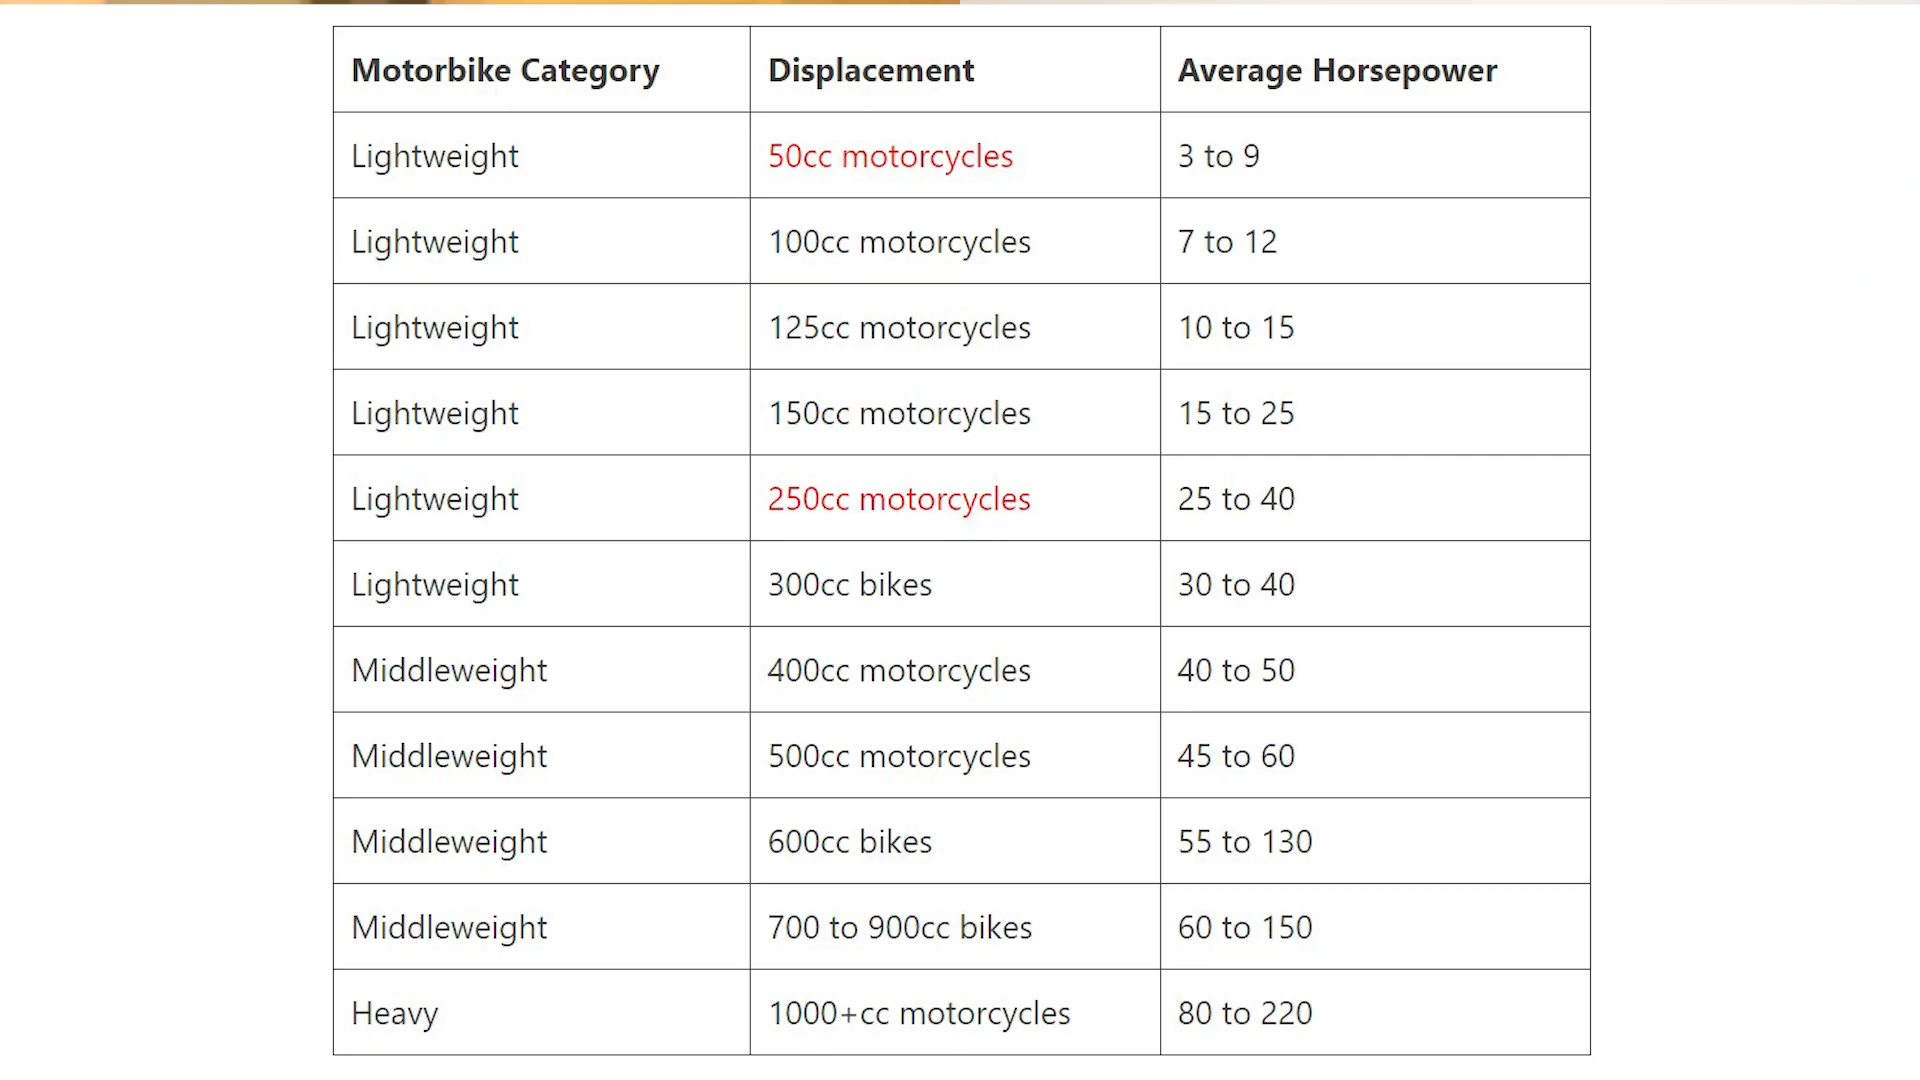 Motorbike Category Displacement Average Horsepower
Lightweight 50cc motorcycles 3 to 9
Lightweight 100cc motorcycles 7 to 12
Lightweight 125cc motorcycles 10 to 15
Lightweight 150cc motorcycles 15 to 25
Lightweight 250cc motorcycles 25 to 40
Lightweight 300cc bikes 30 to 40
Middleweight 400cc motorcycles 40 to 50
Middleweight 500cc motorcycles 45 to 60
Middleweight 600cc bikes 55 to 130
Middleweight 700 to 900cc bikes 60 to 150
Heavy 1000+cc motorcycles 80 to 220